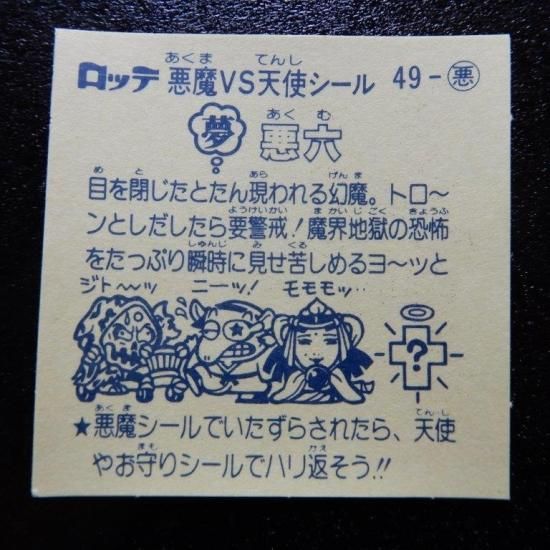 ロッテ 悪魔VS天使シール 49-悪
あくま てんし
夢 悪六
あくむ
目を閉じたとたん現われる幻魔。トロ〜
め と あら げんま
ンとしだしたら要警戒!魔界地獄の恐怖
ようけいかい まかいじごく きょうふ
をたっぷり瞬時に見せ苦しめるヨ〜ッと
しゅんじ み くる
ジト〜ッ ニーッ! モモモッ‥
?
★悪魔シールでいたずらされたら、天使
あくま てんし
やお守りシールでハリ返そう!!
まも かえ